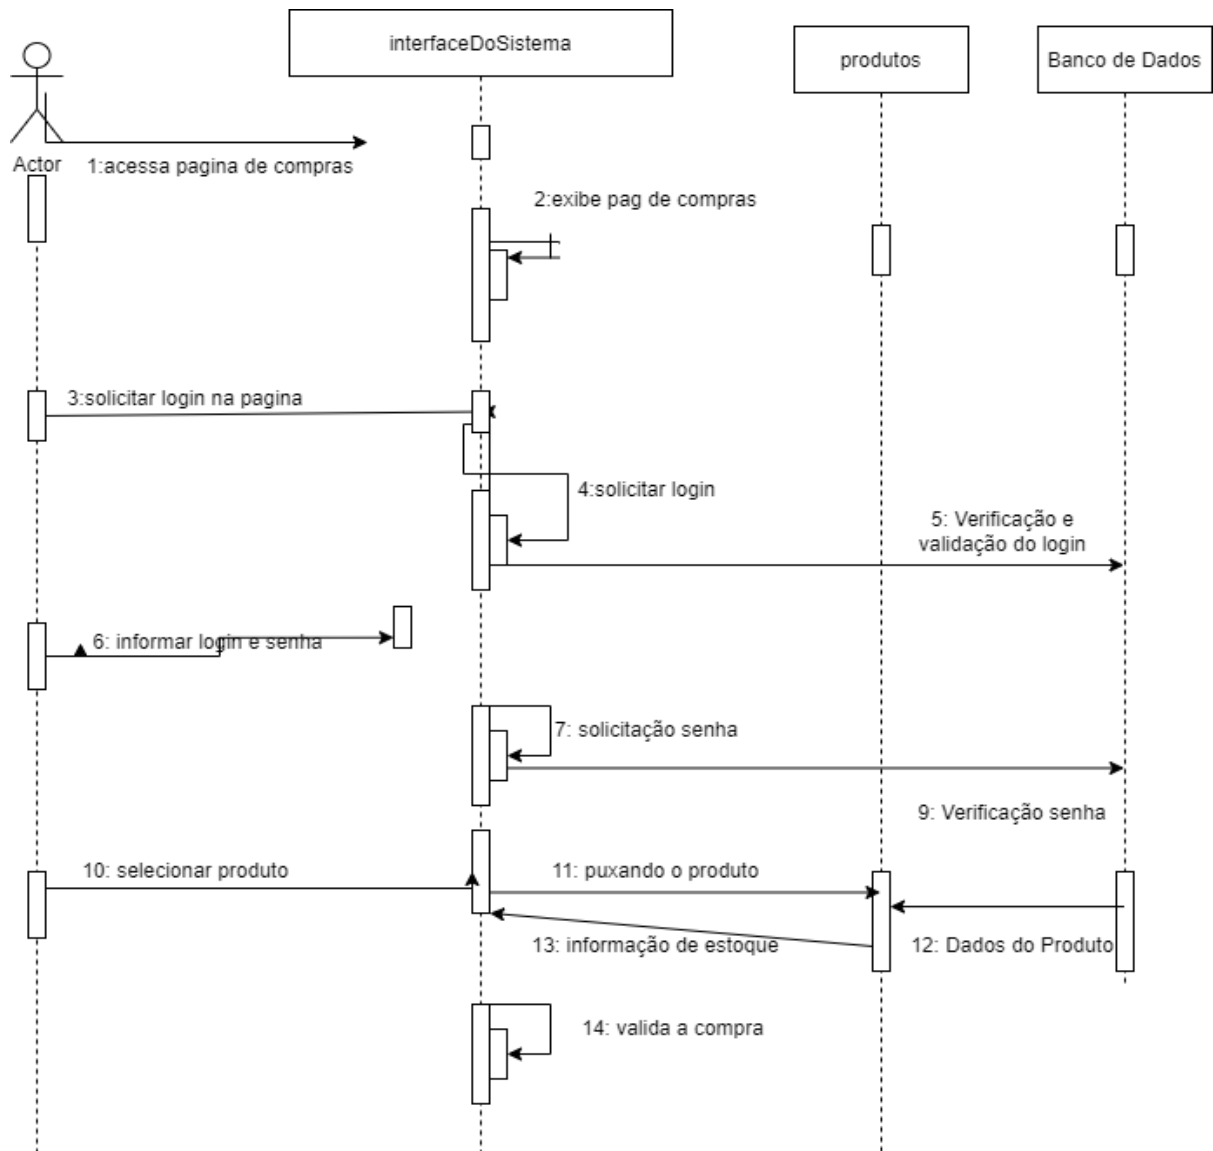 interfaceDoSistema
produtos
Banco de Dados
Actor
1:acessa pagina de compras
2:exibe pag de compras
3:solicitar login na pagina
4:solicitar login
5: Verificação e
validação do login
6: informar login e senha
7: solicitação senha
9: Verificação senha
10: selecionar produto
11: puxando o produto
13: informação de estoque
12: Dados do Produto
14: valida a compra